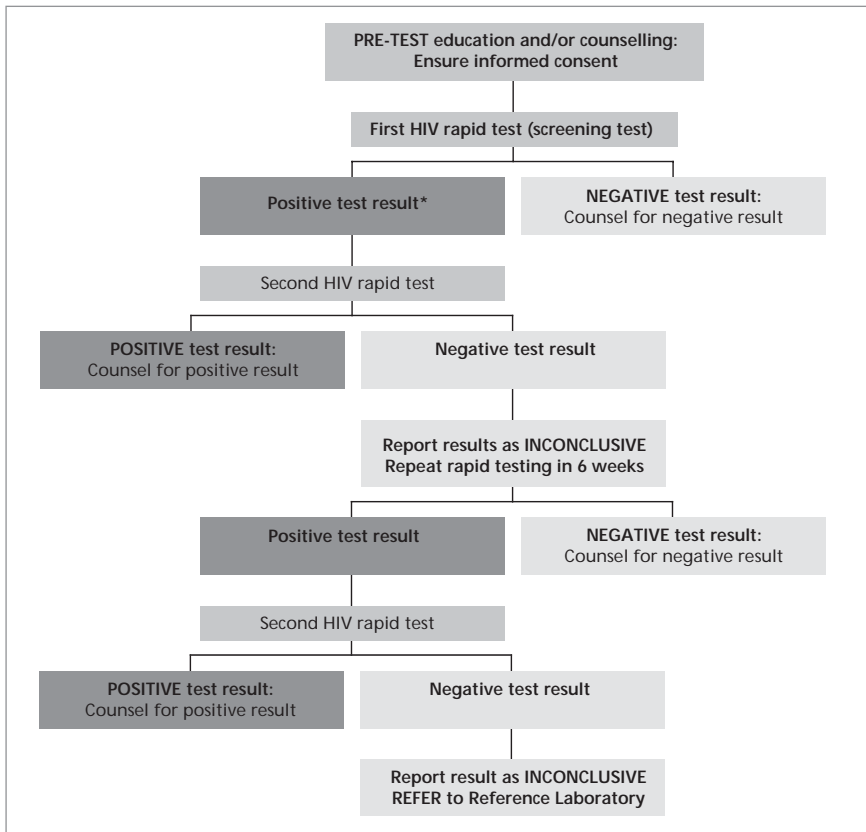 PRE-TEST education and/or counselling:
Ensure informed consent
First HIV rapid test (screening test)
Positive test result*
NEGATIVE test result:
Counsel for negative result
Second HIV rapid test
POSITIVE test result:
Counsel for positive result
Negative test result
Report results as INCONCLUSIVE
Repeat rapid testing in 6 weeks
Positive test result
NEGATIVE test result:
Counsel for negative result
Second HIV rapid test
POSITIVE test result:
Counsel for positive result
Negative test result
Report result as INCONCLUSIVE
REFER to Reference Laboratory